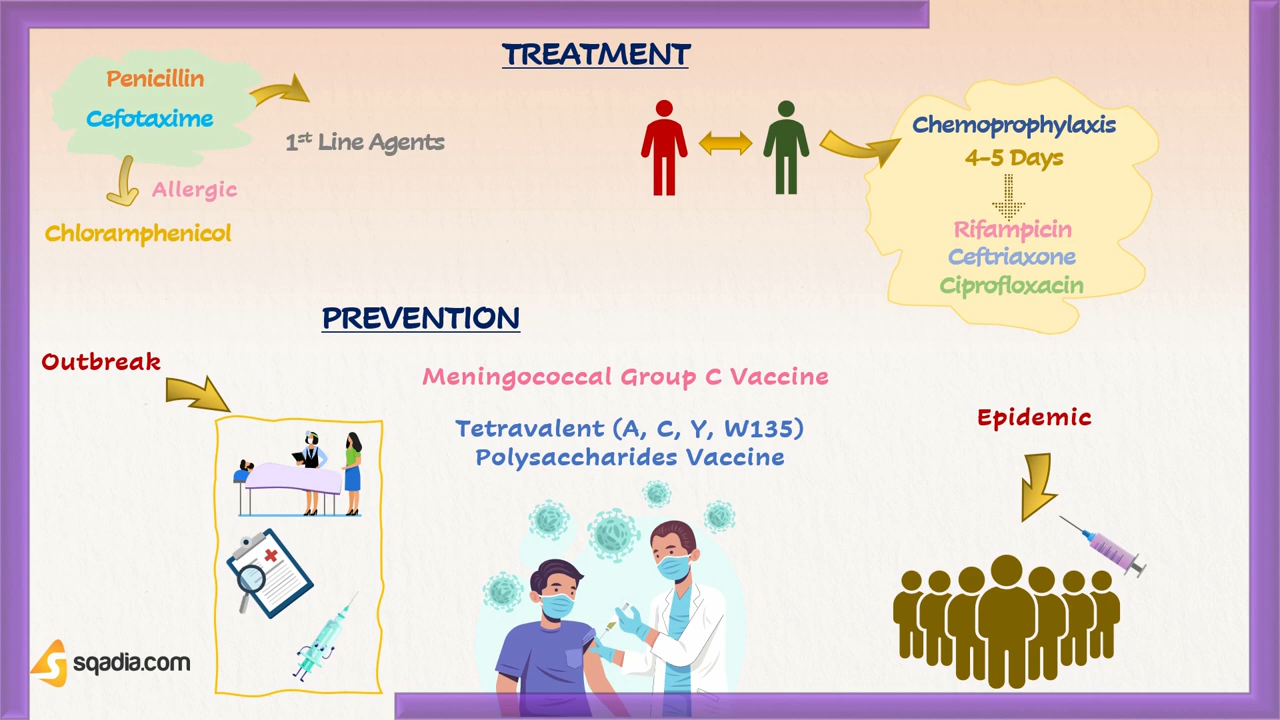 TREATMENT
Penicillin
Cefotaxime
1st Line Agents
Allergic
Chloramphenicol
Chemoprophylaxis
4-5 Days
Rifampicin
Ceftriaxone
Ciprofloxacin
PREVENTION
Outbreak
Meningococcal Group C Vaccine
Tetravalent (A, C, Y, W135)
Polysaccharides Vaccine
Epidemic
sqadia.com